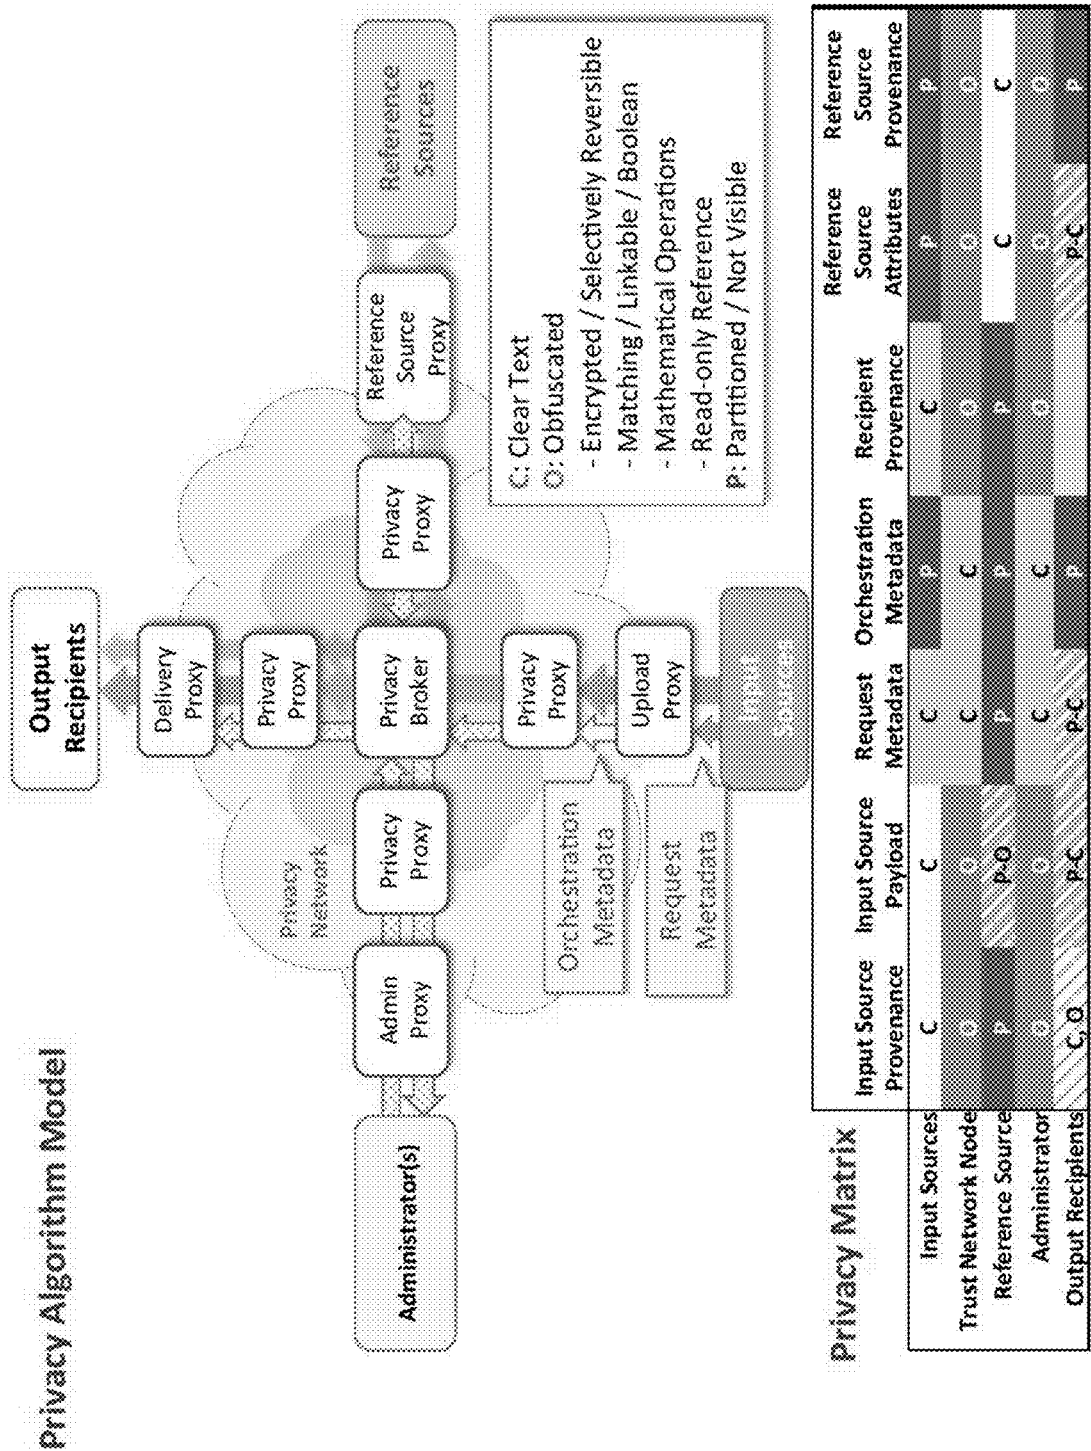 Privacy Algorithm Model
Output
Recipients
Delivery
Proxy
Privacy
Network
Privacy
Proxy
Administrator(s)
Admin
Proxy
Privacy
Proxy
Privacy
Broker
Privacy
Proxy
Reference
Source
Proxy
Reference
Sources
Orchestration
Metadata
Privacy
Proxy
Request
Metadata
Upload
Proxy
C: Clear Text
O: Obfuscated
- Encrypted / Selectively Reversible
- Matching / Linkable / Boolean
- Mathematical Operations
- Read-only Reference
P: Partitioned / Not Visible
Privacy Matrix
Input Source Provenance
Input Source Payload
Request Metadata
Orchestration Metadata
Recipient Provenance
Reference Source Attributes
Reference Source Provenance
Input Sources C C C P C P P
Trust Network Node O O C C O O O
Reference Source P P-O P P P C C
Administrator O O C C O O O
Output Recipients C, O P-C P-C P P-C P